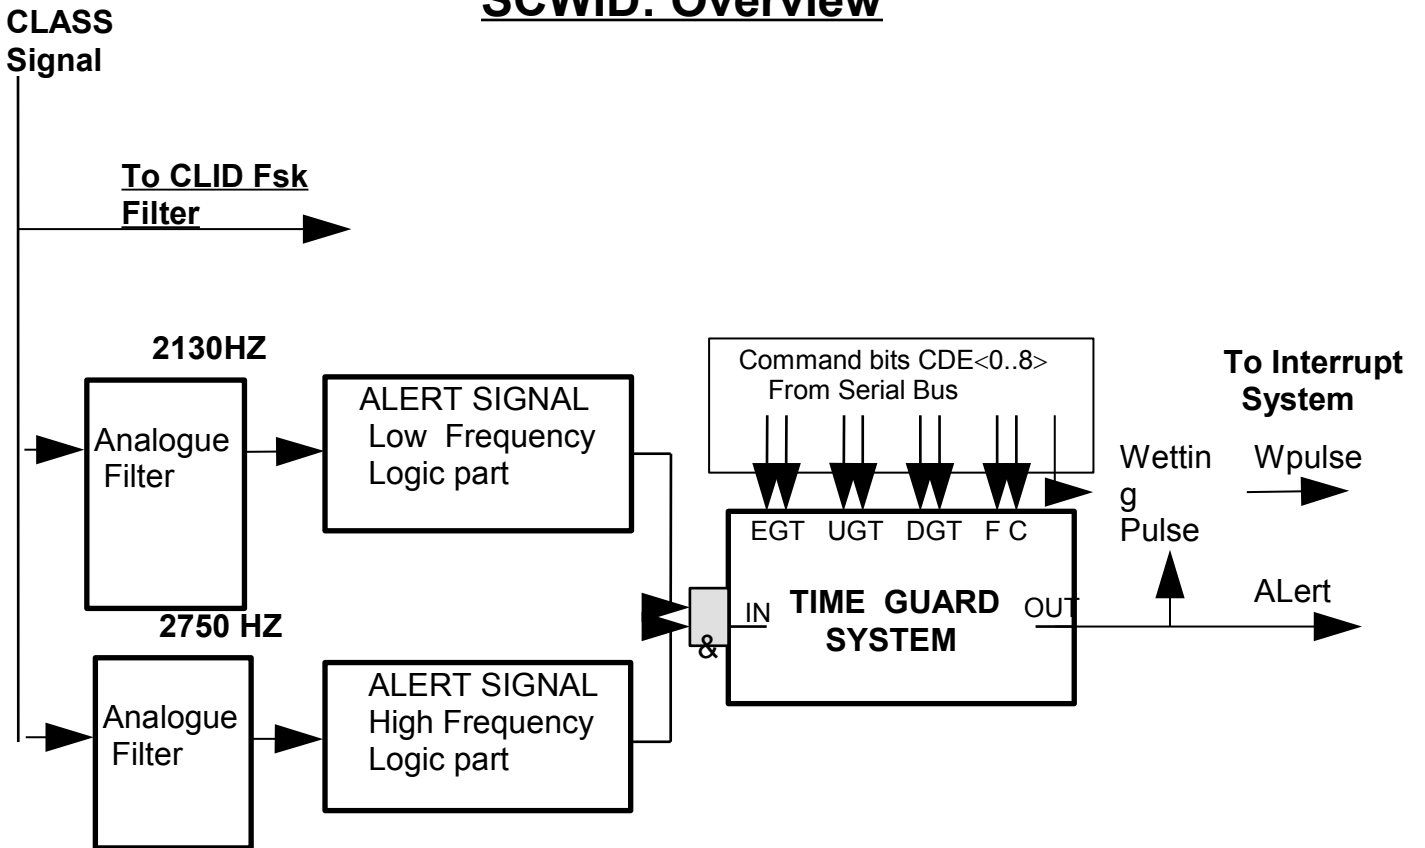 SCWID: Overview
CLASS
Signal
To CLID Fsk
Filter
2130HZ
Analogue
Filter
ALERT SIGNAL
Low Frequency
Logic part
Command bits CDE<0..8>
From Serial Bus
To Interrupt
System
Wettin
g
Pulse
Wpulse
EGT UGT DGT F C
IN
TIME GUARD
SYSTEM
OUT
ALert
&
2750 HZ
Analogue
Filter
ALERT SIGNAL
High Frequency
Logic part